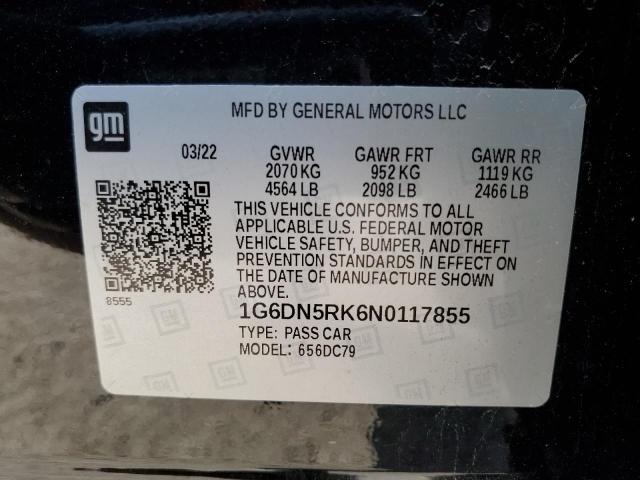 gm
MFD BY GENERAL MOTORS LLC
03/22 GVWR GAWR FRT GAWR RR
2070 KG 952 KG 1119 KG
4564 LB 2098 LB 2466 LB
THIS VEHICLE CONFORMS TO ALL
APPLICABLE U.S. FEDERAL MOTOR
VEHICLE SAFETY, BUMPER, AND THEFT
PREVENTION STANDARDS IN EFFECT ON
THE DATE OF MANUFACTURE SHOWN
ABOVE.
8555
1G6DN5RK6N0117855
TYPE: PASS CAR
MODEL: 656DC79